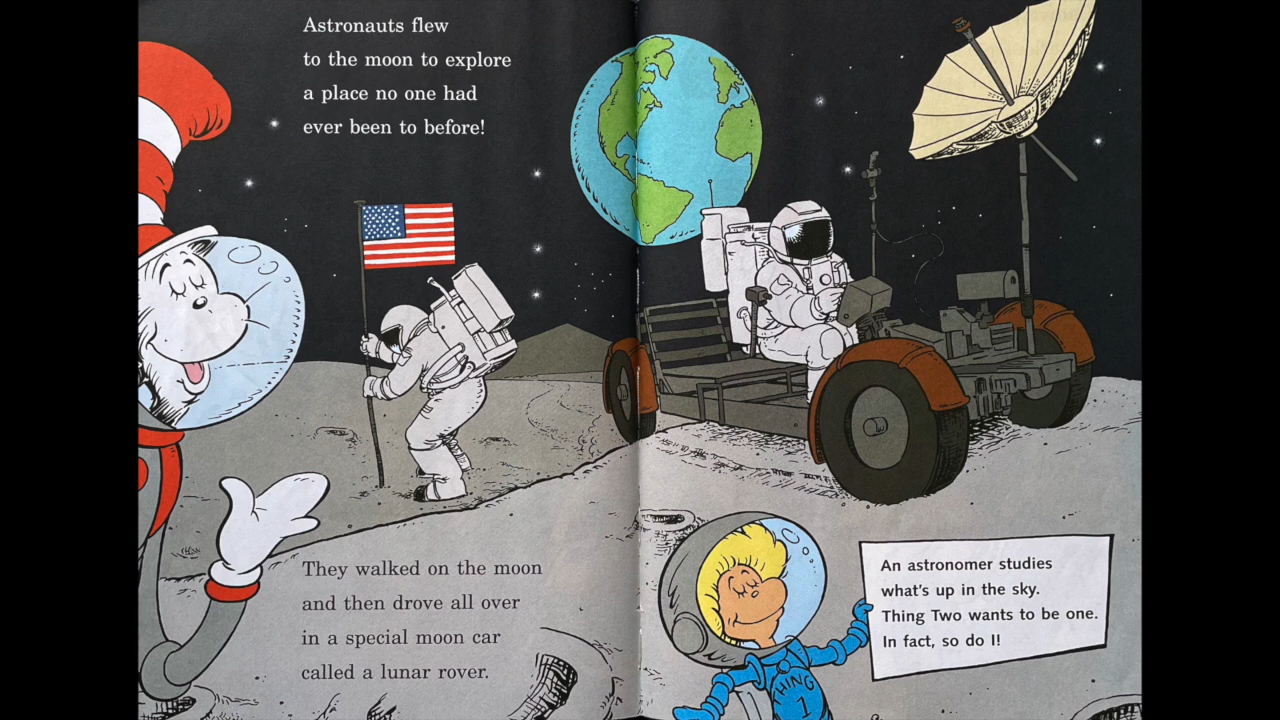 Astronauts flew
to the moon to explore
a place no one had
ever been to before!
They walked on the moon
and then drove all over
in a special moon car
called a lunar rover.
An astronomer studies
what's up in the sky.
Thing Two wants to be one.
In fact, so do I!
THING
1